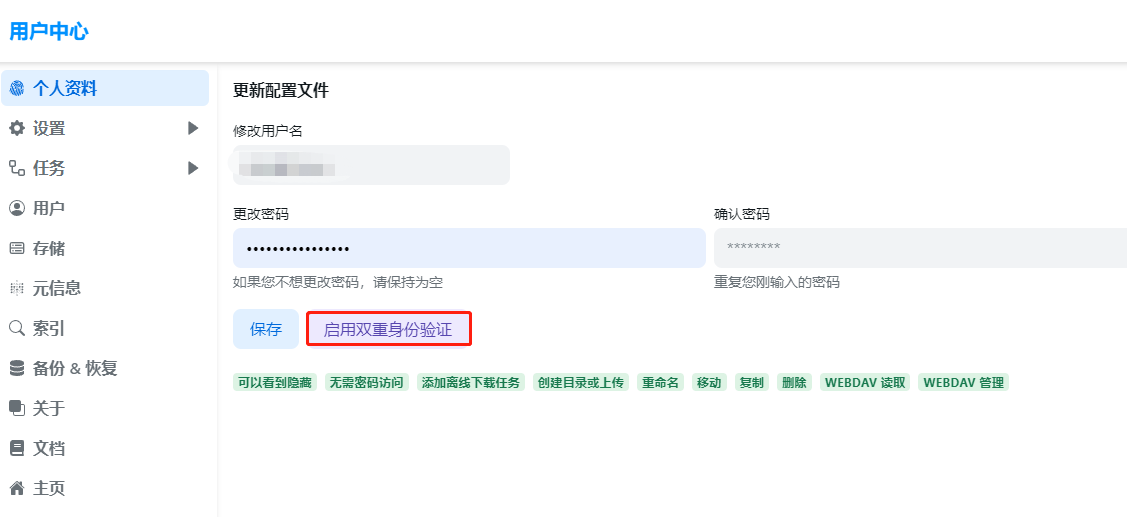 用户中心
个人资料
设置
任务
用户
存储
元信息
索引
备份 & 恢复
关于
文档
主页
更新配置文件
修改用户名
更改密码
确认密码
••••••••••••••••
********
如果您不想更改密码，请保持为空
重复您刚输入的密码
保存
启用双重身份验证
可以看到隐藏 无需密码访问 添加离线下载任务 创建目录或上传 重命名 移动 复制 删除 WEBDAV 读取 WEBDAV 管理